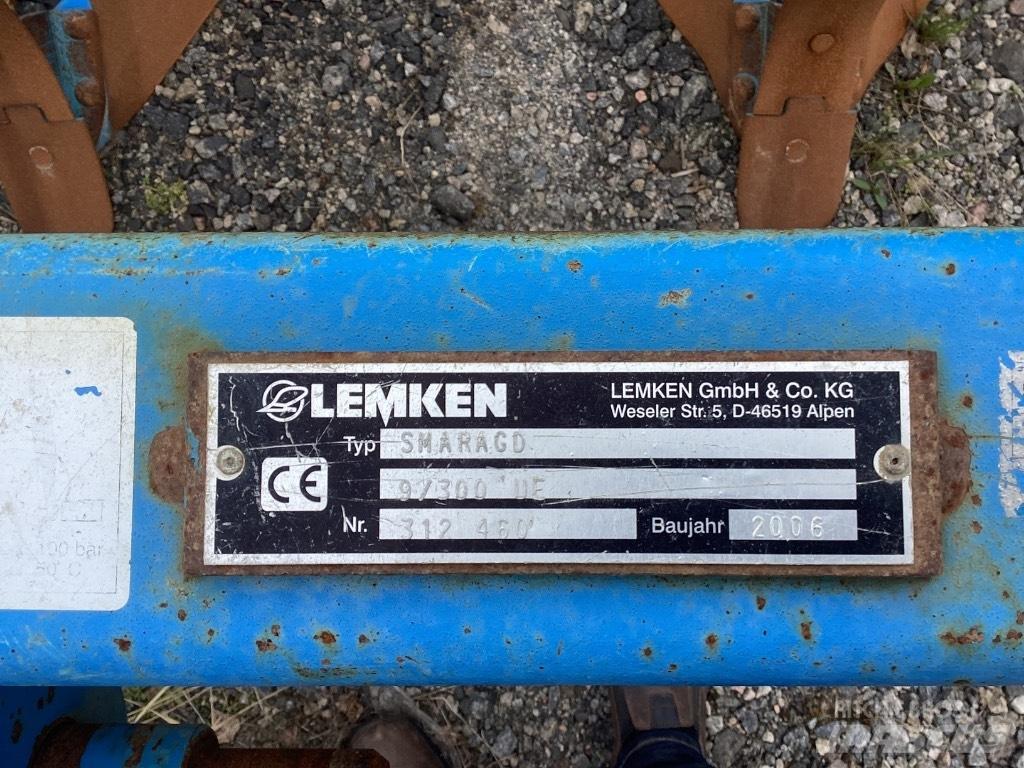 LEMKEN
LEMKEN GmbH & Co. KG
Weseler Str. 5, D-46519 Alpen
Typ SMARAGD
CE 9/300 UE
Nr. 312 460 Baujahr 2006
100 bar
50°C